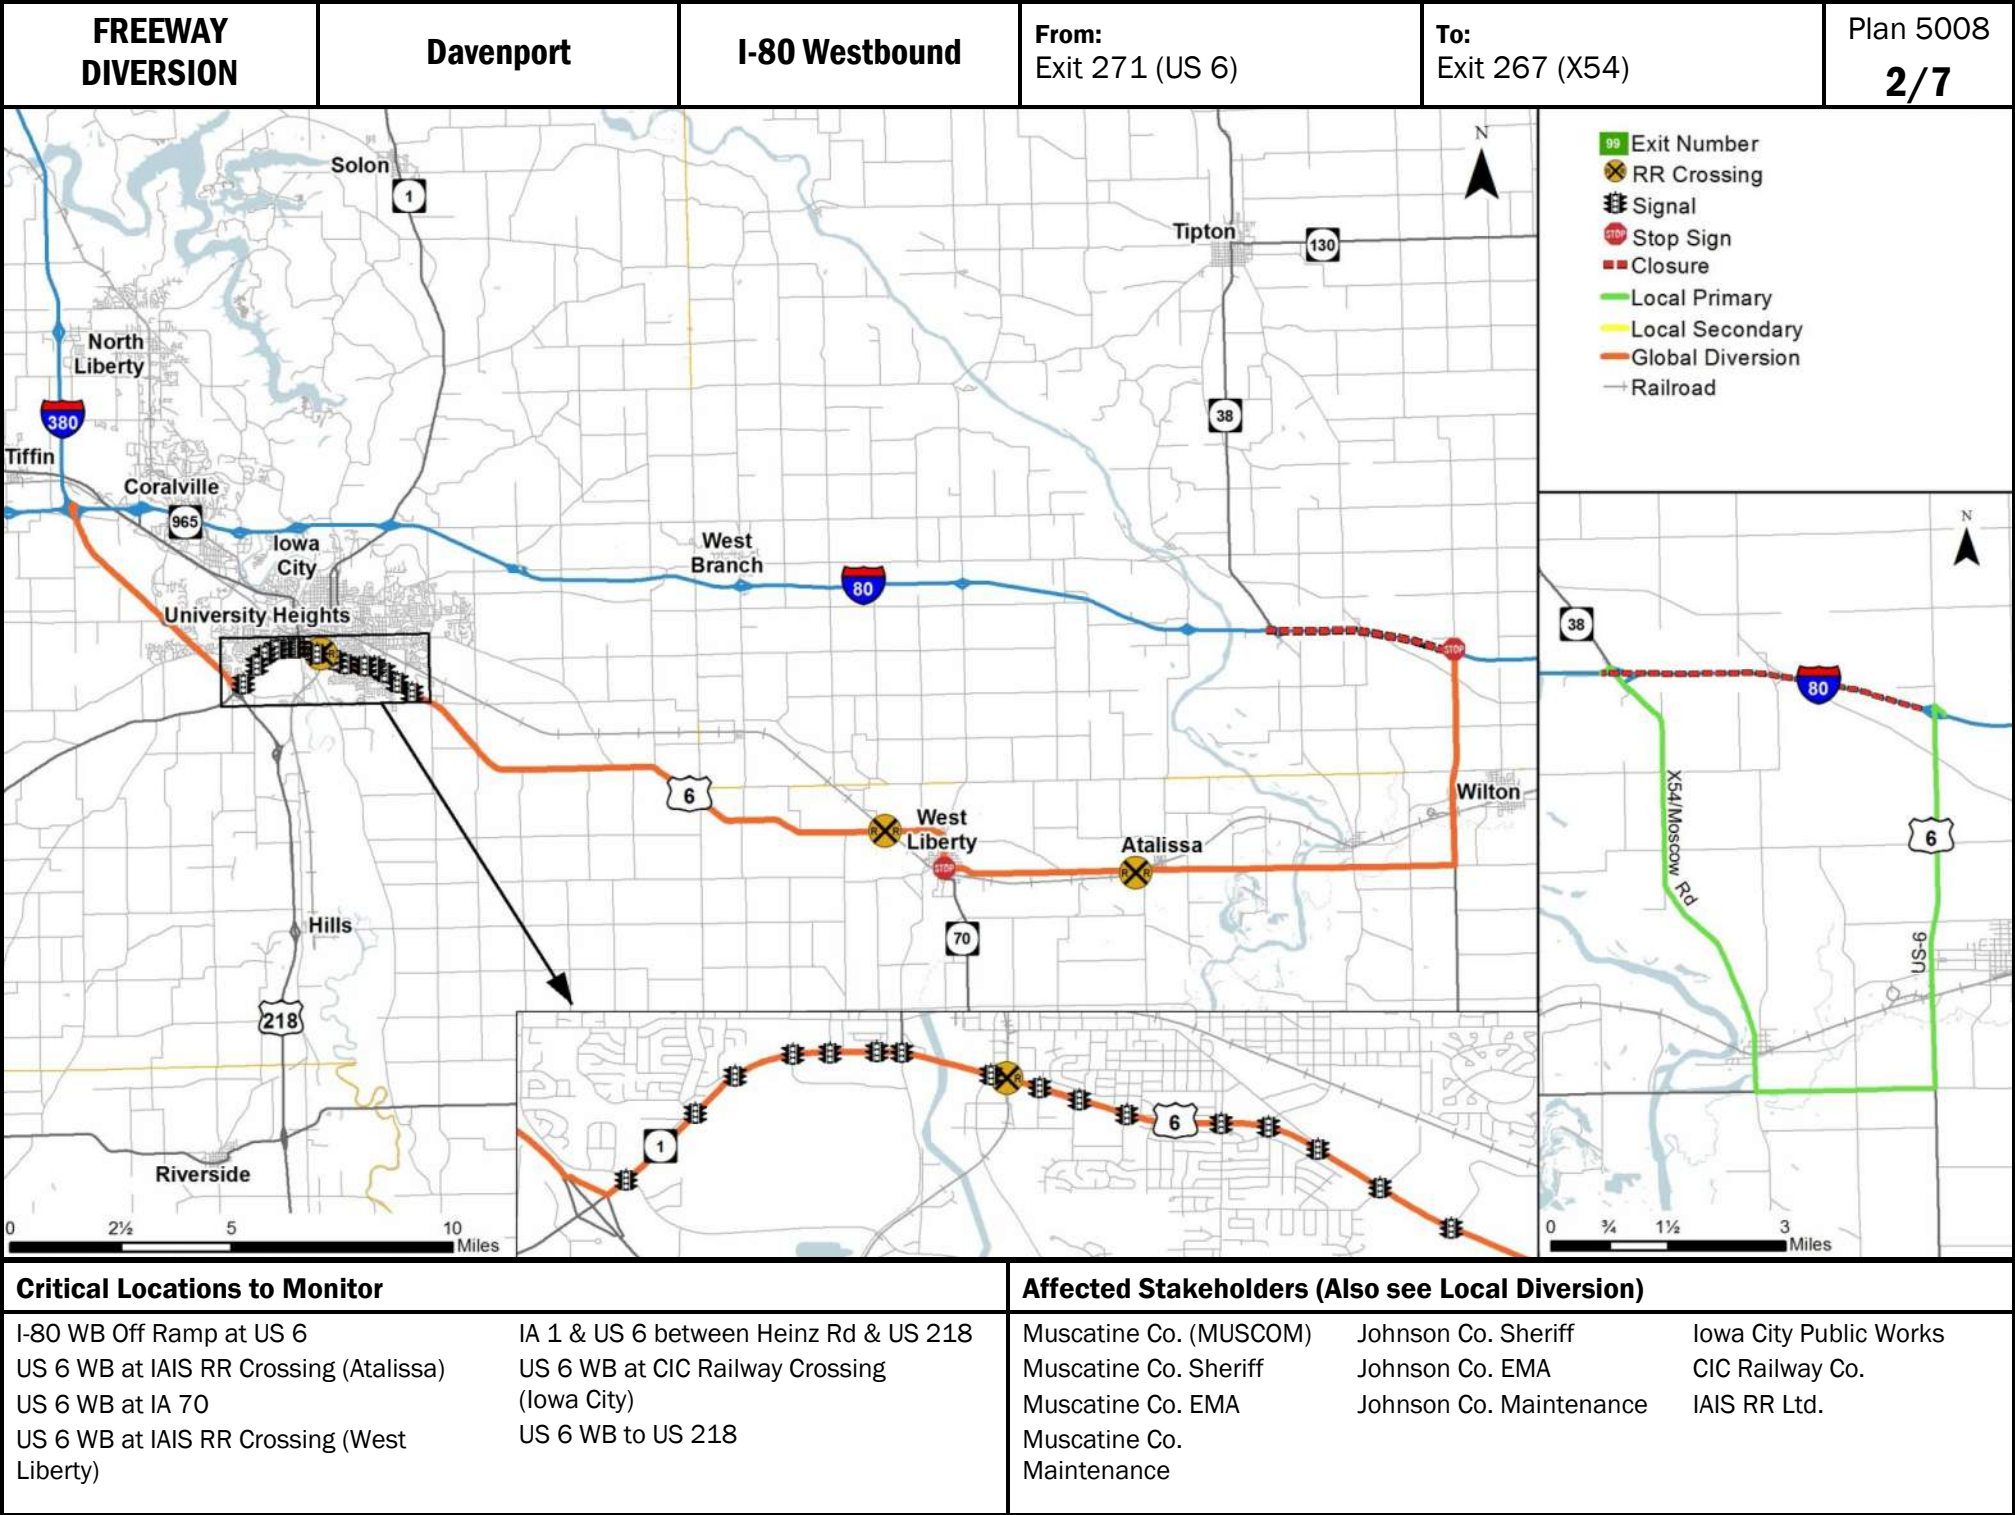 FREEWAY
DIVERSION
Davenport
I-80 Westbound
From:
Exit 271 (US 6)
To:
Exit 267 (X54)
Plan 5008
2/7
Solon
1
N
Tipton
130
North
Liberty
380
38
Tiffin
Coralville
965
Iowa
City
West
Branch
80
University Heights
STOP
R R
6
Wilton
West
Liberty
R R
STOP
Atalissa
R R
70
Hills
218
Riverside
0 2½ 5 10
Miles
1
R
6
99 Exit Number
RR Crossing
Signal
STOP Stop Sign
Closure
Local Primary
Local Secondary
Global Diversion
Railroad
N
38
80
X54/Moscow Rd
6
US-6
0 ¾ 1½ 3
Miles
Critical Locations to Monitor
I-80 WB Off Ramp at US 6
US 6 WB at IAIS RR Crossing (Atalissa)
US 6 WB at IA 70
US 6 WB at IAIS RR Crossing (West
Liberty)
IA 1 & US 6 between Heinz Rd & US 218
US 6 WB at CIC Railway Crossing
(Iowa City)
US 6 WB to US 218
Affected Stakeholders (Also see Local Diversion)
Muscatine Co. (MUSCOM)
Muscatine Co. Sheriff
Muscatine Co. EMA
Muscatine Co.
Maintenance
Johnson Co. Sheriff
Johnson Co. EMA
Johnson Co. Maintenance
Iowa City Public Works
CIC Railway Co.
IAIS RR Ltd.